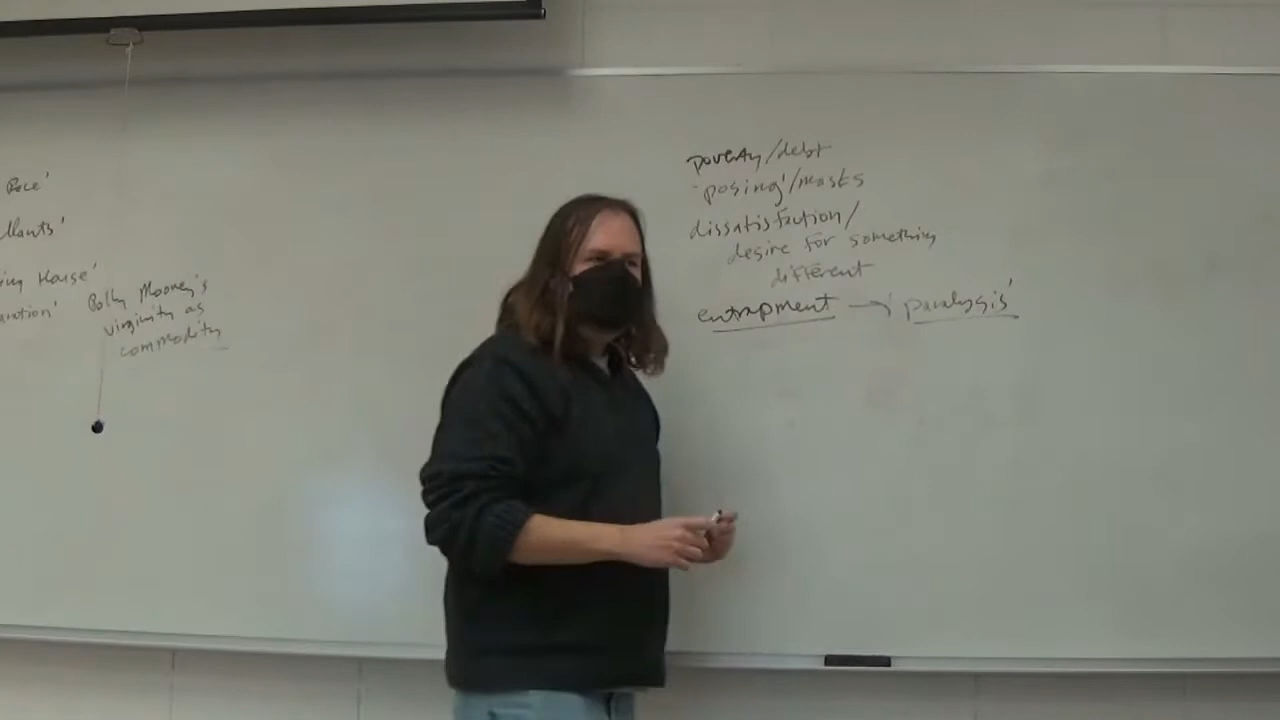 Race'
llants'
ing House'
aration'
Polly Mooney's
virginity as
commodity
poverty/debt
'posing'/masks
dissatisfaction/
desire for something
different
entrapment → 'paralysis'